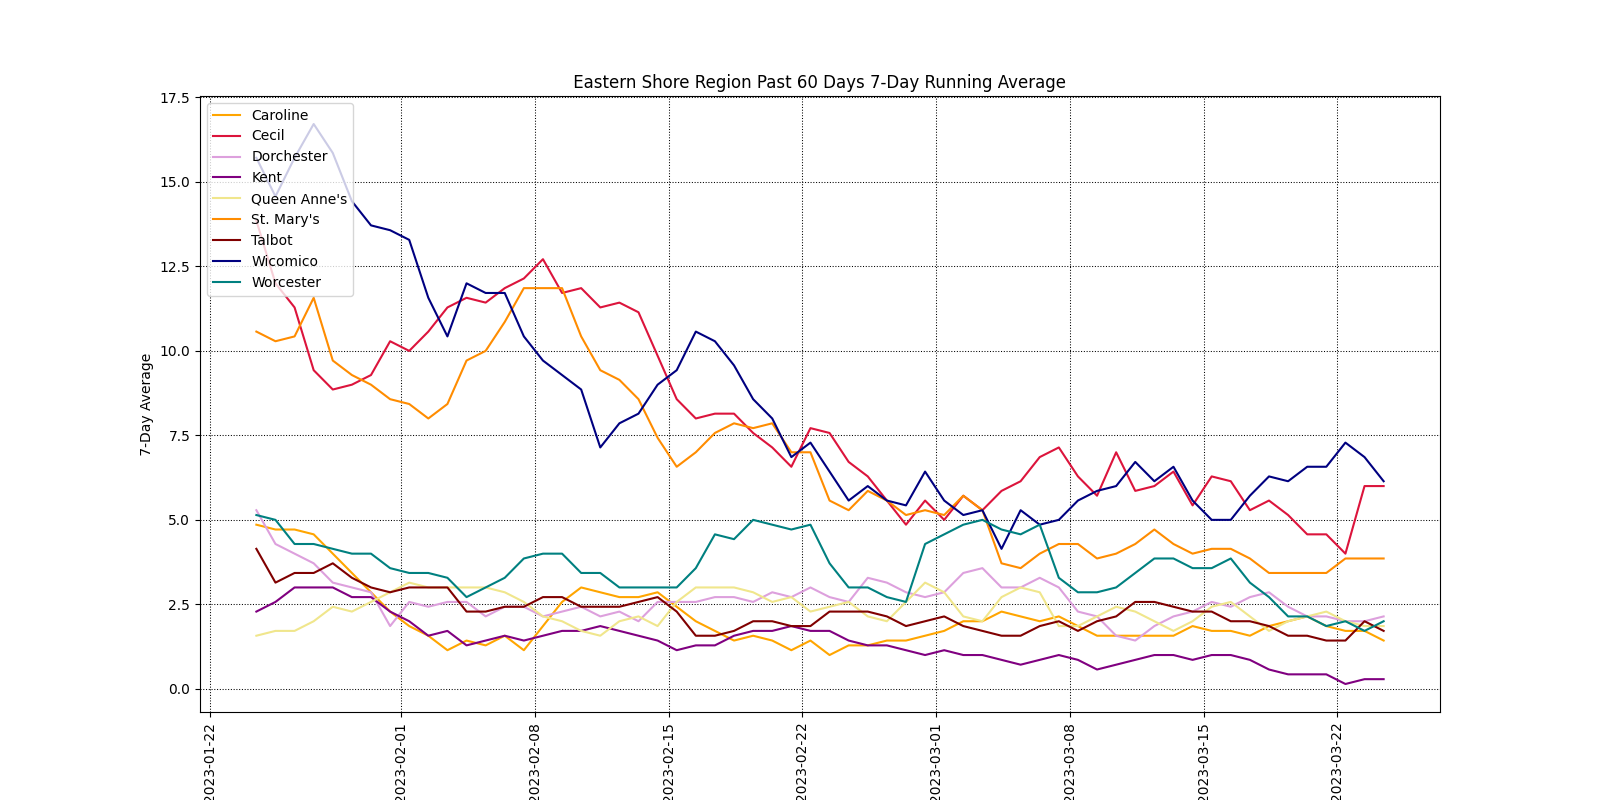 Eastern Shore Region Past 60 Days 7-Day Running Average
17.5
15.0
12.5
10.0
7.5
5.0
2.5
0.0
7-Day Average
Caroline
Cecil
Dorchester
Kent
Queen Anne's
St. Mary's
Talbot
Wicomico
Worcester
2023-01-22
2023-02-01
2023-02-08
2023-02-15
2023-02-22
2023-03-01
2023-03-08
2023-03-15
2023-03-22